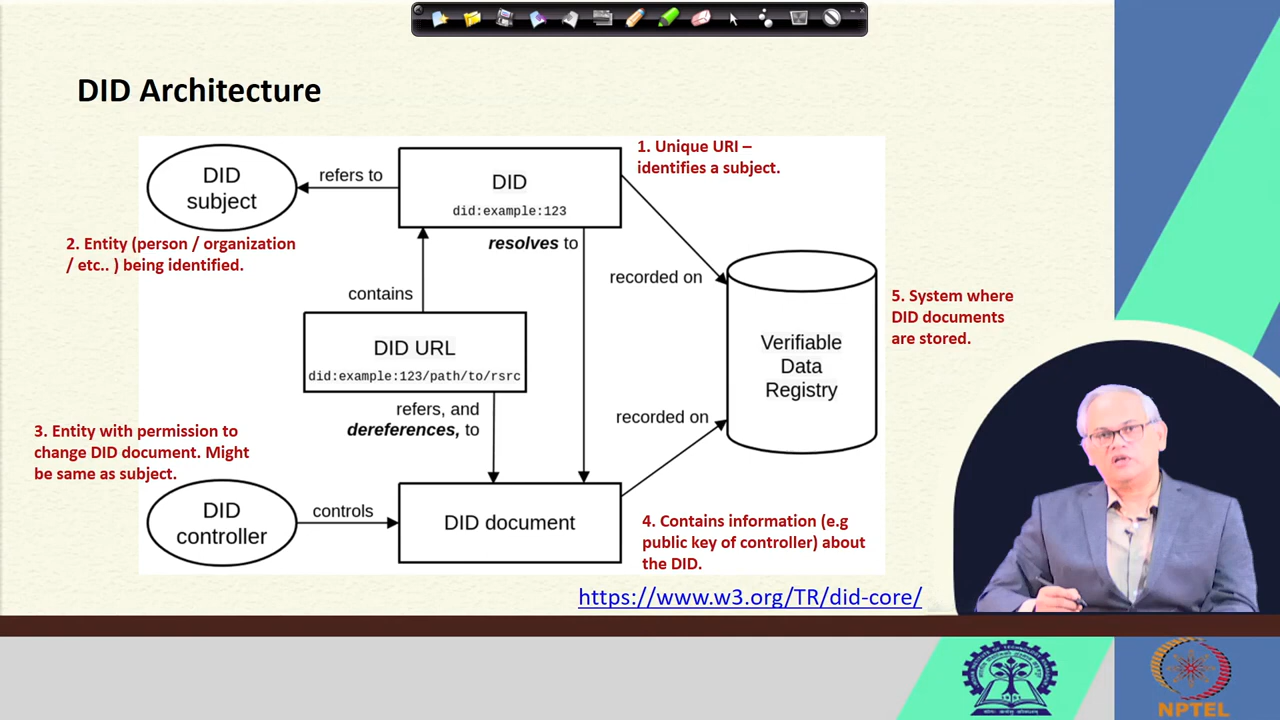 DID Architecture
DID
subject
refers to
DID
did:example:123
1. Unique URI –
identifies a subject.
2. Entity (person / organization
/ etc.. ) being identified.
resolves to
recorded on
contains
DID URL
did:example:123/path/to/rsrc
Verifiable
Data
Registry
5. System where
DID documents
are stored.
refers, and
dereferences, to
recorded on
3. Entity with permission to
change DID document. Might
be same as subject.
DID
controller
controls
DID document
4. Contains information (e.g
public key of controller) about
the DID.
https://www.w3.org/TR/did-core/
NPTEL